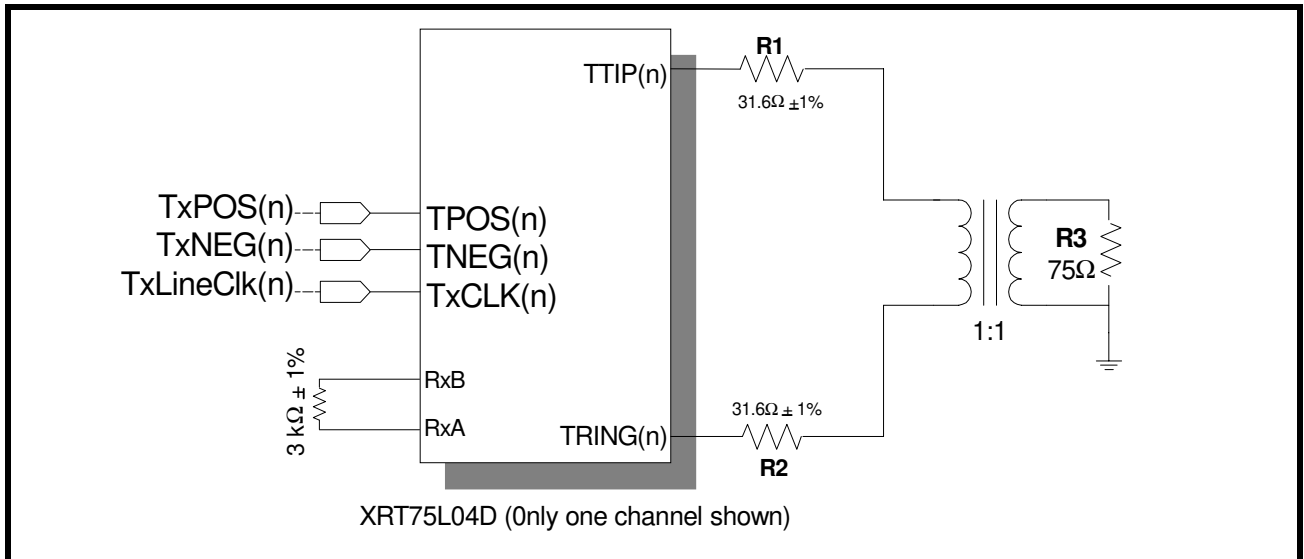 R1
TTIP(n)
31.6Ω ±1%
TxPOS(n)
TPOS(n)
TxNEG(n)
TNEG(n)
TxLineClk(n)
TxCLK(n)
R3
75Ω
1:1
3 kΩ ± 1%
RxB
RxA
31.6Ω ± 1%
TRING(n)
R2
XRT75L04D (0nly one channel shown)